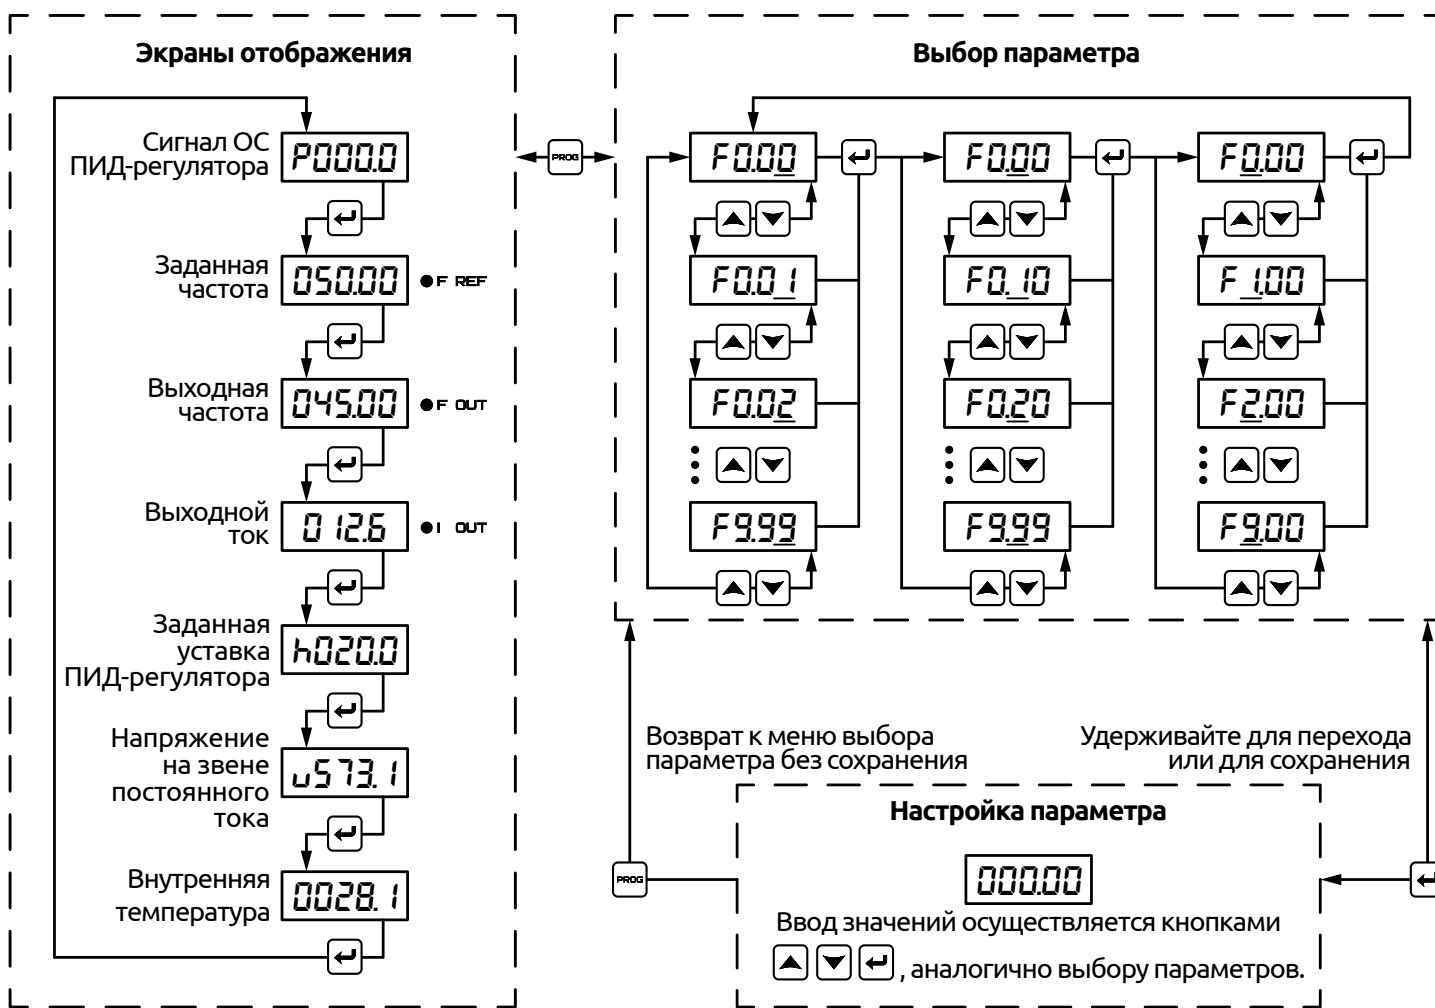 Экраны отображения
Сигнал ОС
ПИД-регулятора
P000.0
Заданная
частота
050.00
F REF
Выходная
частота
045.00
F OUT
Выходной
ток
012.6
I OUT
Заданная
уставка
ПИД-регулятора
h020.0
Напряжение
на звене
постоянного
тока
u573.1
Внутренняя
температура
0028.1
PROG
Выбор параметра
F0.00
F0.00
F0.00
F0.01
F0.10
F1.00
F0.02
F0.20
F2.00
F9.99
F9.99
F9.00
Возврат к меню выбора
параметра без сохранения
Удерживайте для перехода
или для сохранения
PROG
Настройка параметра
000.00
Ввод значений осуществляется кнопками
, аналогично выбору параметров.